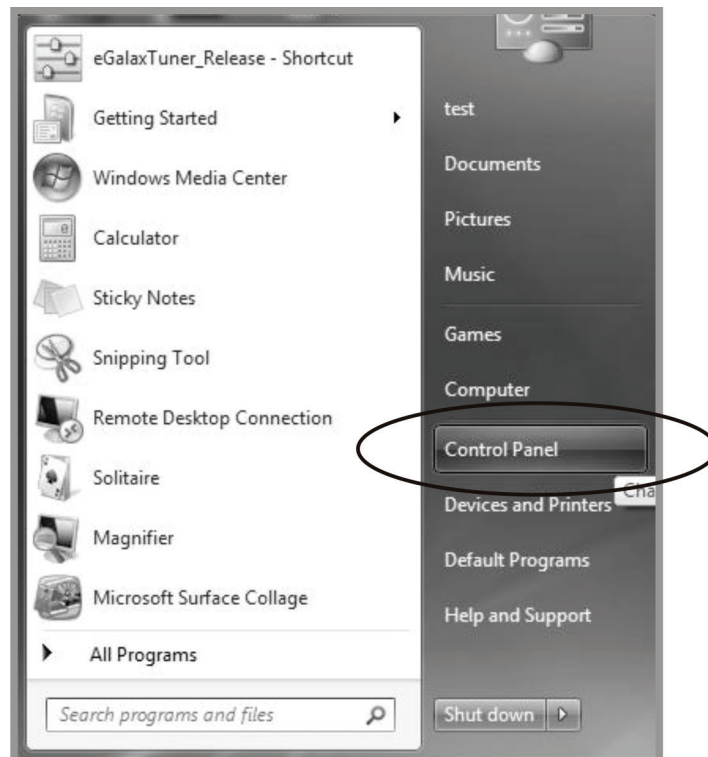 eGalaxTuner_Release - Shortcut
Getting Started
Windows Media Center
Calculator
Sticky Notes
Snipping Tool
Remote Desktop Connection
Solitaire
Magnifier
Microsoft Surface Collage
All Programs
Search programs and files
test
Documents
Pictures
Music
Games
Computer
Control Panel
Cha
Devices and Printers
Default Programs
Help and Support
Shut down